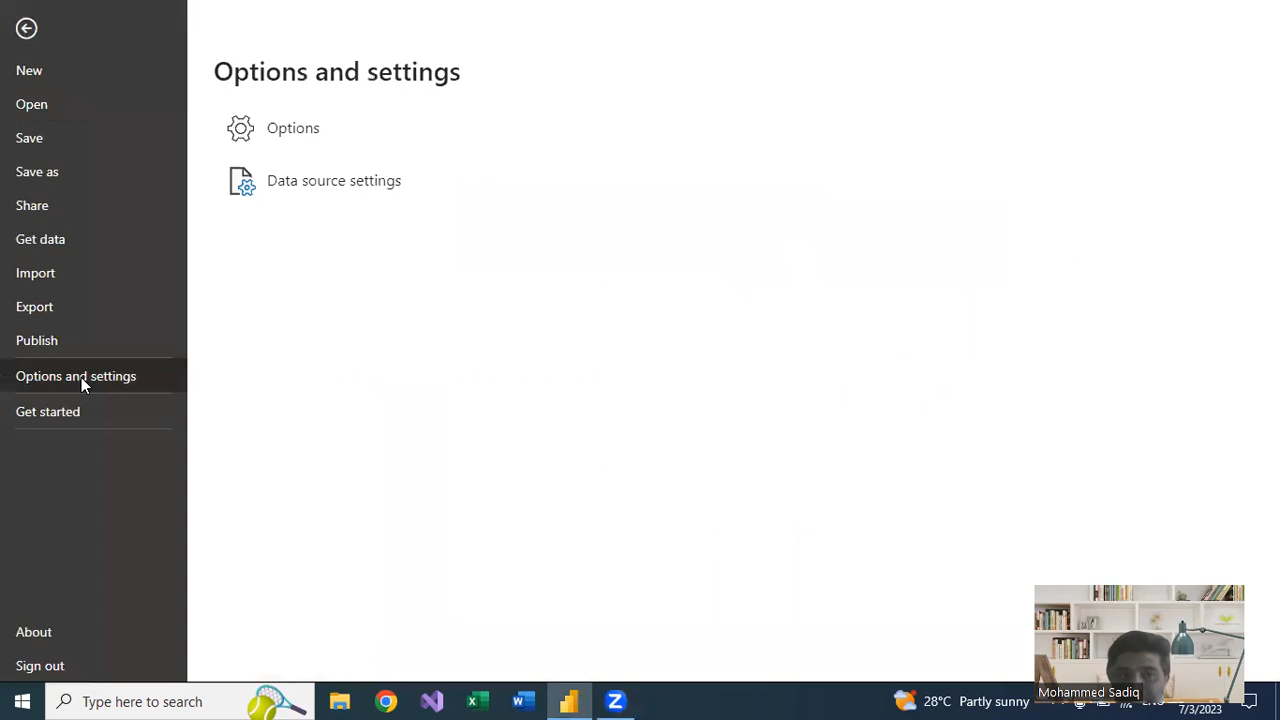 Options and settings
New
Open
Save
Save as
Share
Get data
Import
Export
Publish
Options and settings
Get started
About
Sign out
Options
Data source settings
Mohammed Sadiq
Type here to search
28°C Partly sunny
7/3/2023